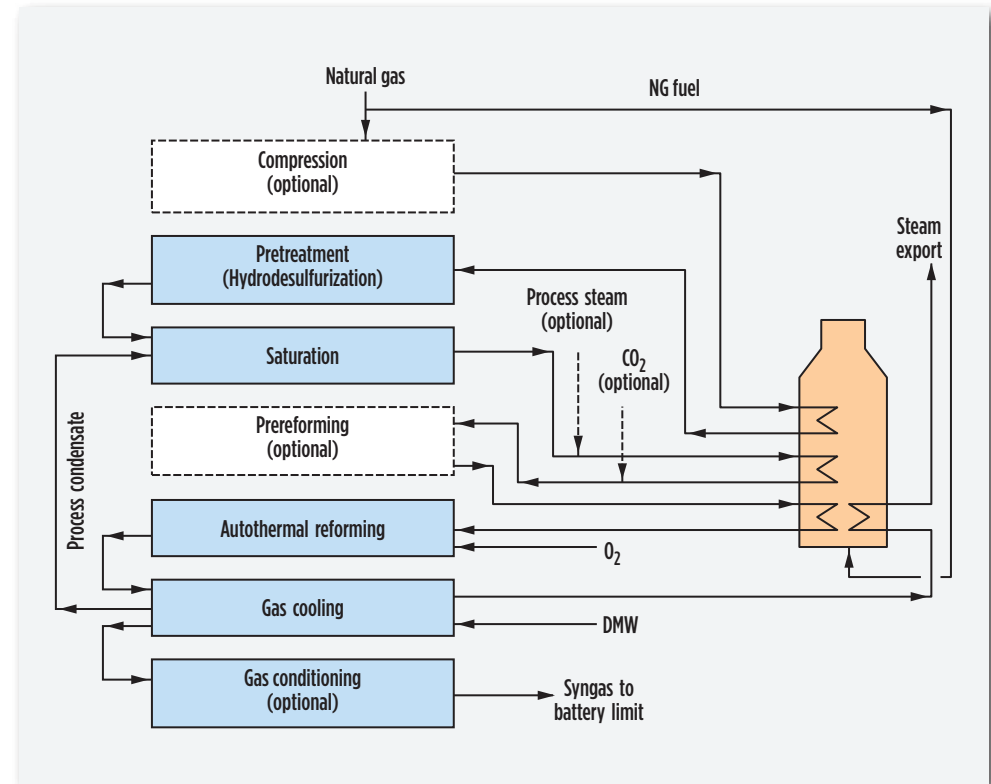 Natural gas
NG fuel
Compression
(optional)
Steam
export
Pretreatment
(Hydrodesulfurization)
Process steam
(optional)
CO₂
(optional)
Saturation
Prereforming
(optional)
Process condensate
Autothermal reforming
O₂
Gas cooling
DMW
Gas conditioning
(optional)
Syngas to
battery limit